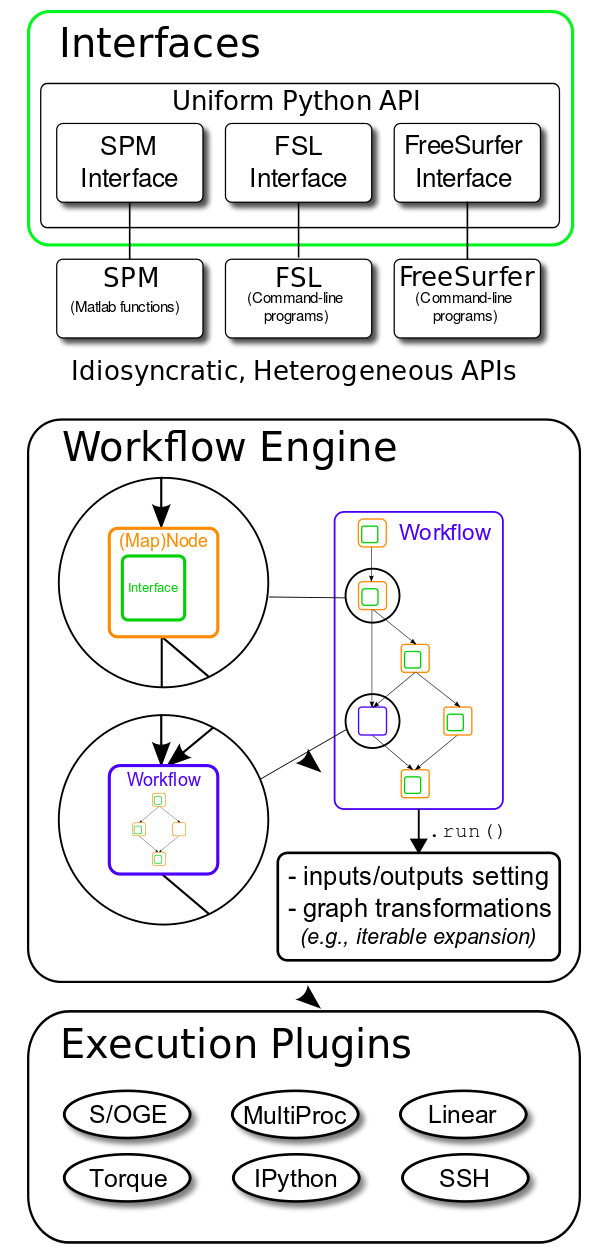 Interfaces
Uniform Python API
SPM
Interface
FSL
Interface
FreeSurfer
Interface
SPM
(Matlab functions)
FSL
(Command-line
programs)
FreeSurfer
(Command-line
programs)
Idiosyncratic, Heterogeneous APIs
Workflow Engine
(Map)Node
Interface
Workflow
Workflow
.run()
- inputs/outputs setting
- graph transformations
(e.g., iterable expansion)
Execution Plugins
S/OGE
MultiProc
Linear
Torque
IPython
SSH